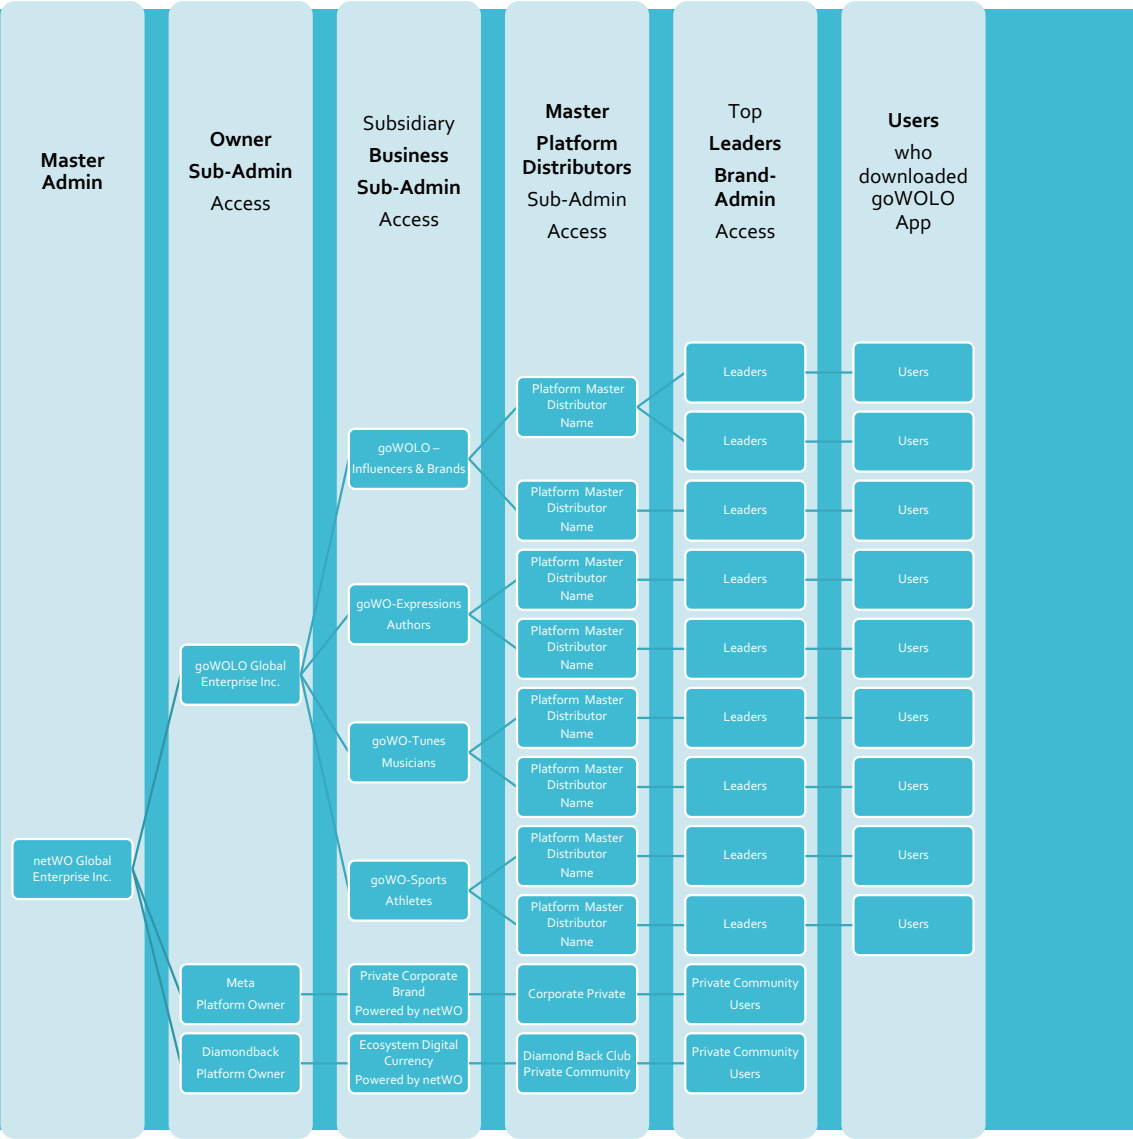 Master
Admin
Owner
Sub-Admin
Access
Subsidiary
Business
Sub-Admin
Access
Master
Platform
Distributors
Sub-Admin
Access
Top
Leaders
Brand-
Admin
Access
Users
who
downloaded
goWOLO
App
netWO Global
Enterprise Inc.
goWOLO Global
Enterprise Inc.
goWOLO –
Influencers & Brands
Platform Master
Distributor
Name
Leaders
Users
Leaders
Users
Platform Master
Distributor
Name
Leaders
Users
goWO-Expressions
Authors
Platform Master
Distributor
Name
Leaders
Users
Platform Master
Distributor
Name
Leaders
Users
goWO-Tunes
Musicians
Platform Master
Distributor
Name
Leaders
Users
Platform Master
Distributor
Name
Leaders
Users
goWO-Sports
Athletes
Platform Master
Distributor
Name
Leaders
Users
Platform Master
Distributor
Name
Leaders
Users
Meta
Platform Owner
Private Corporate
Brand
Powered by netWO
Corporate Private
Private Community
Users
Diamondback
Platform Owner
Ecosystem Digital
Currency
Powered by netWO
Diamond Back Club
Private Community
Private Community
Users